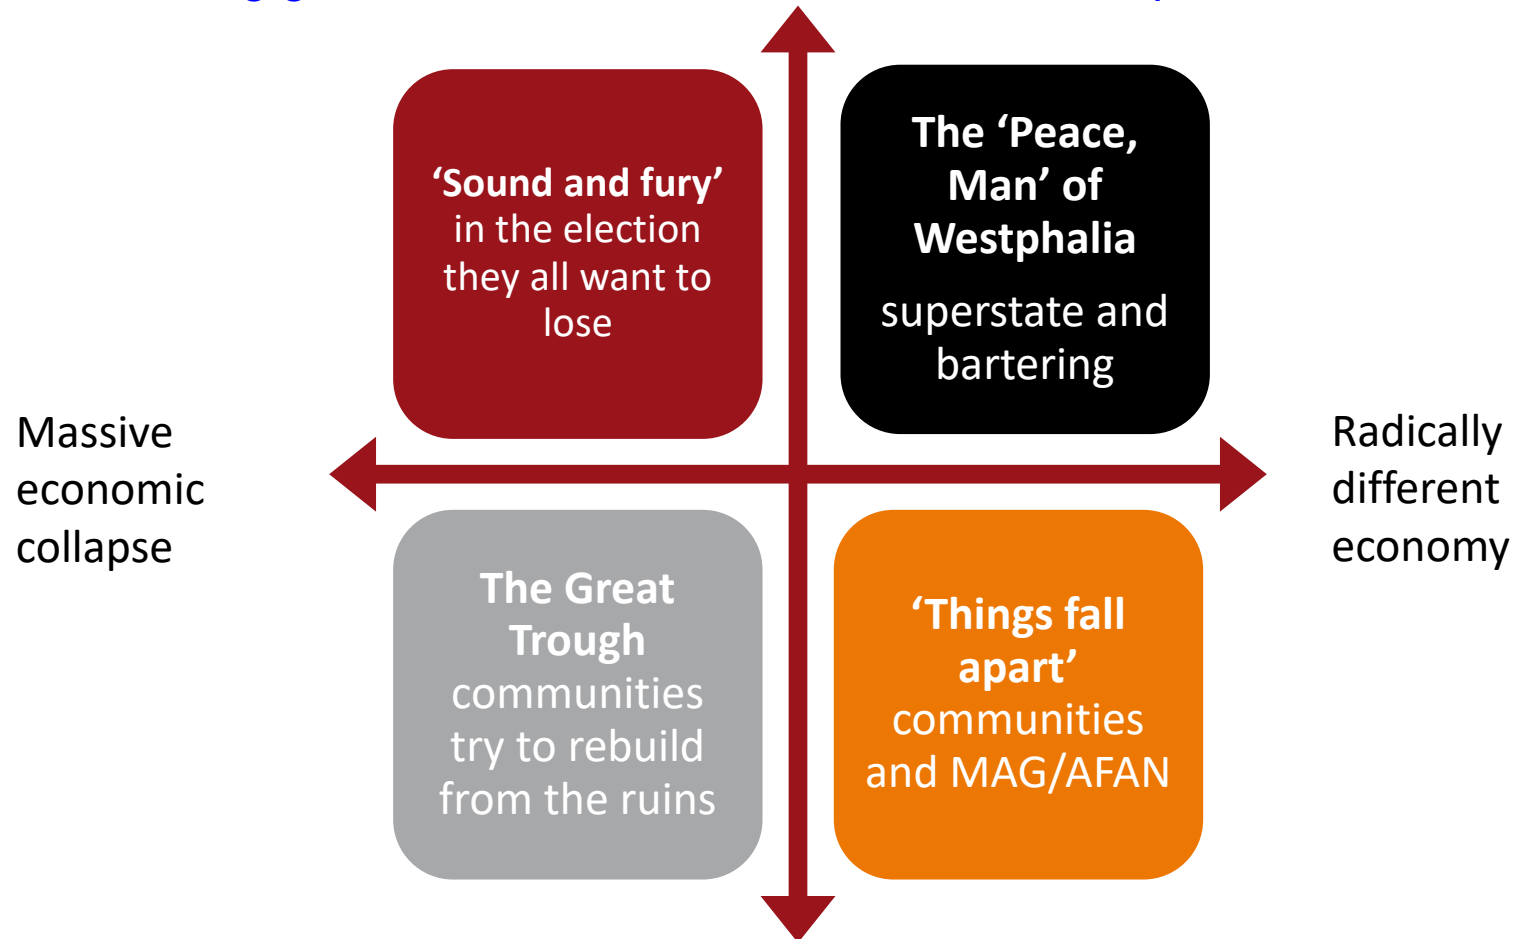 ‘Sound and fury’
in the election
they all want to
lose
The ‘Peace,
Man’ of
Westphalia
superstate and
bartering
Massive
economic
collapse
Radically
different
economy
The Great
Trough
communities
try to rebuild
from the ruins
‘Things fall
apart’
communities
and MAG/AFAN